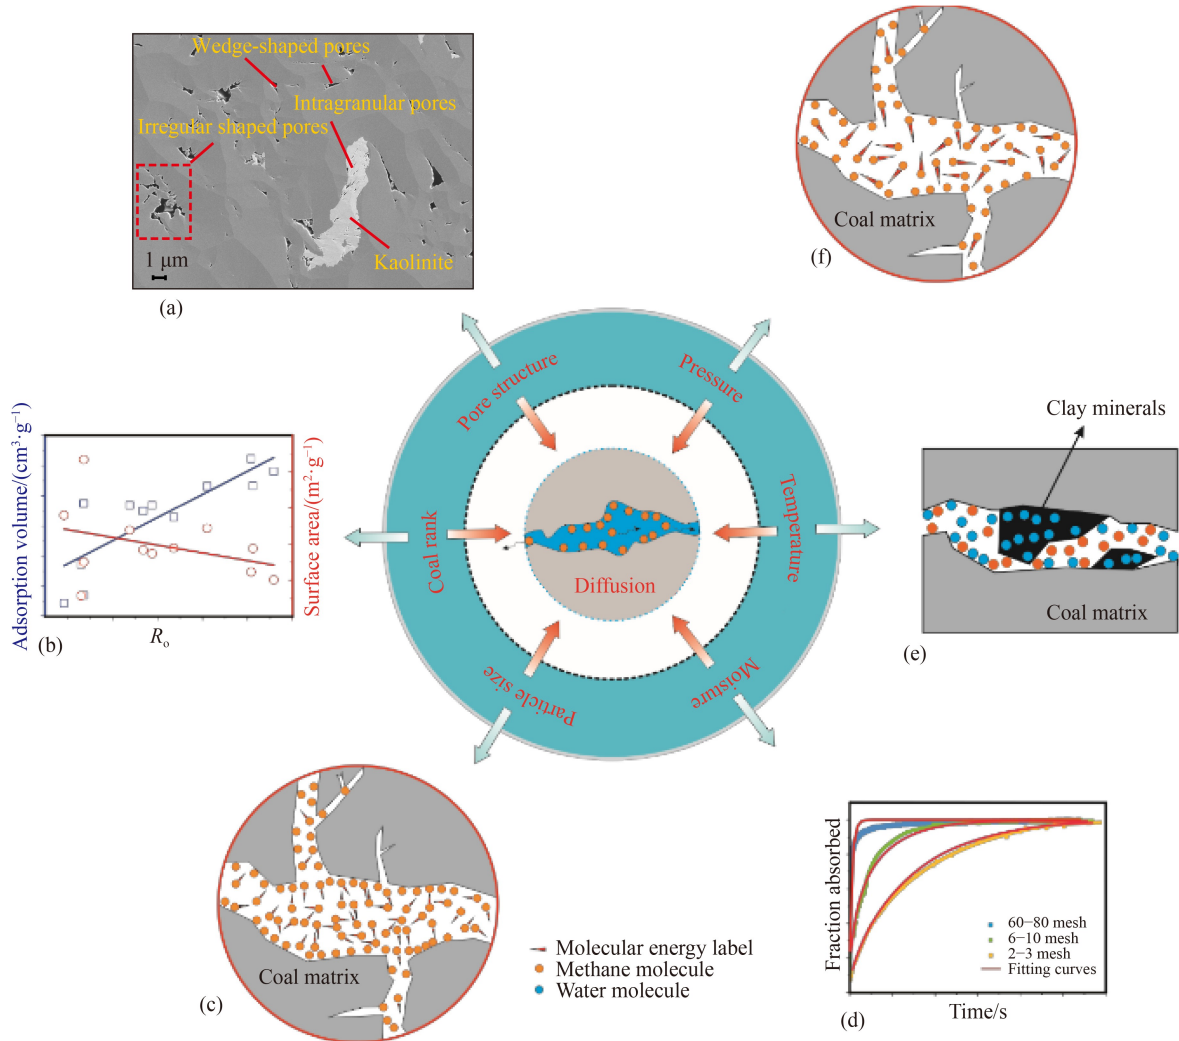 Wedge-shaped pores
Intragranular pores
Irregular shaped pores
Kaolinite
1 μm
(a)
Coal matrix
(f)
Pore structure
Pressure
Coal rank
Temperature
Particle size
Moisture
Diffusion
Adsorption volume/(cm³·g⁻¹)
Surface area/(m²·g⁻¹)
Rₒ
(b)
Clay minerals
Coal matrix
(e)
Coal matrix
(c)
Molecular energy label
Methane molecule
Water molecule
Fraction absorbed
60−80 mesh
6−10 mesh
2−3 mesh
Fitting curves
Time/s
(d)